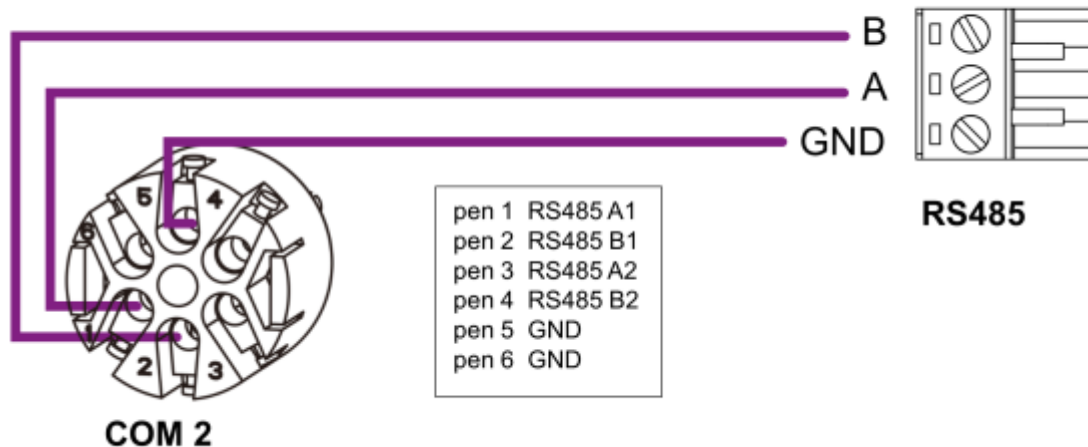 B
A
GND
RS485
5
4
6
1
2
3
pen 1 RS485 A1
pen 2 RS485 B1
pen 3 RS485 A2
pen 4 RS485 B2
pen 5 GND
pen 6 GND
COM 2